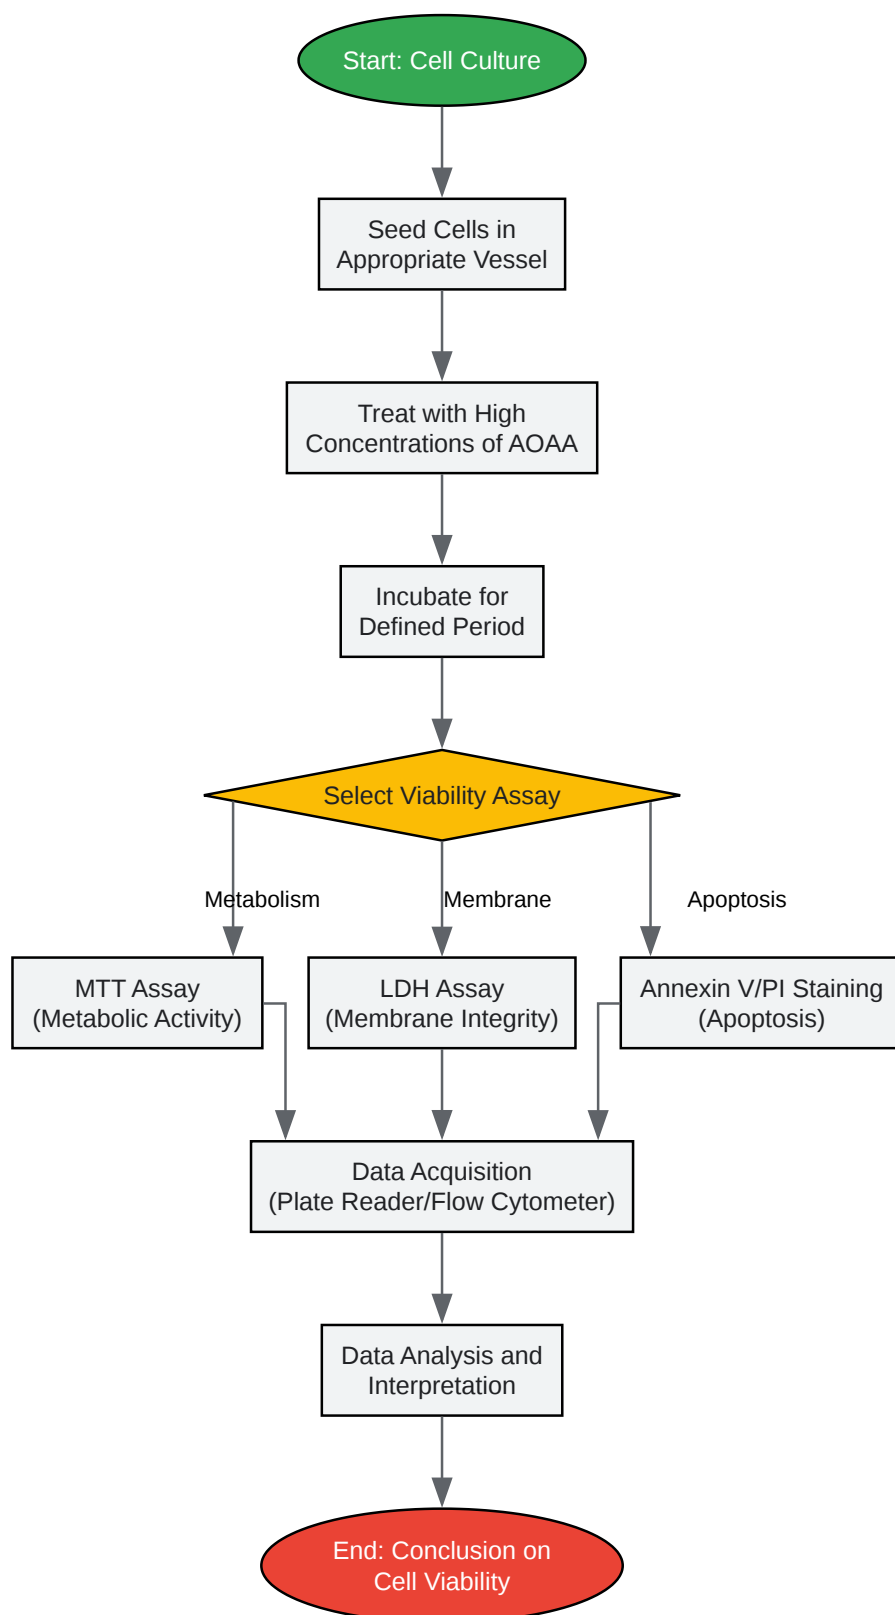 Start: Cell Culture
Seed Cells in
Appropriate Vessel
Treat with High
Concentrations of AOAA
Incubate for
Defined Period
Select Viability Assay
Metabolism
Membrane
Apoptosis
MTT Assay
(Metabolic Activity)
LDH Assay
(Membrane Integrity)
Annexin V/PI Staining
(Apoptosis)
Data Acquisition
(Plate Reader/Flow Cytometer)
Data Analysis and
Interpretation
End: Conclusion on
Cell Viability